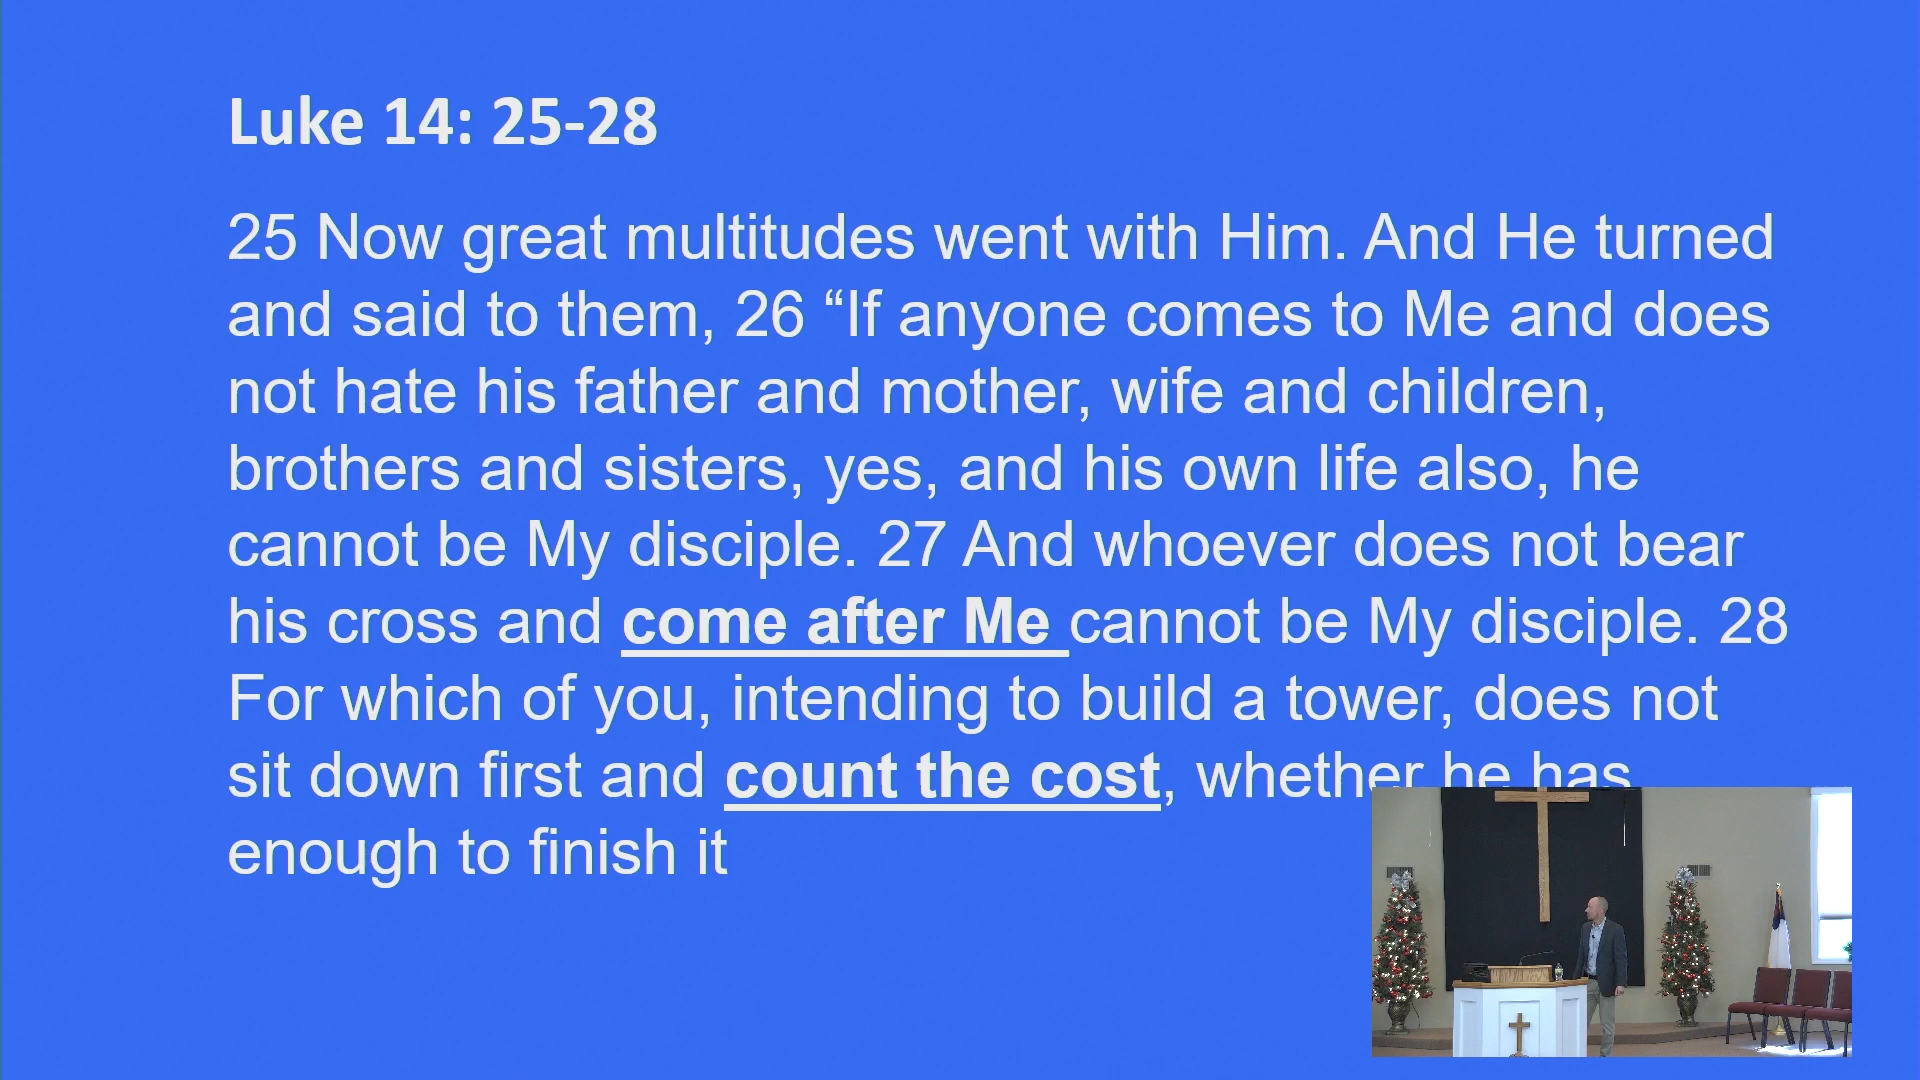 Luke 14: 25-28
25 Now great multitudes went with Him. And He turned
and said to them, 26 “If anyone comes to Me and does
not hate his father and mother, wife and children,
brothers and sisters, yes, and his own life also, he
cannot be My disciple. 27 And whoever does not bear
his cross and come after Me cannot be My disciple. 28
For which of you, intending to build a tower, does not
sit down first and count the cost, whether he has
enough to finish it